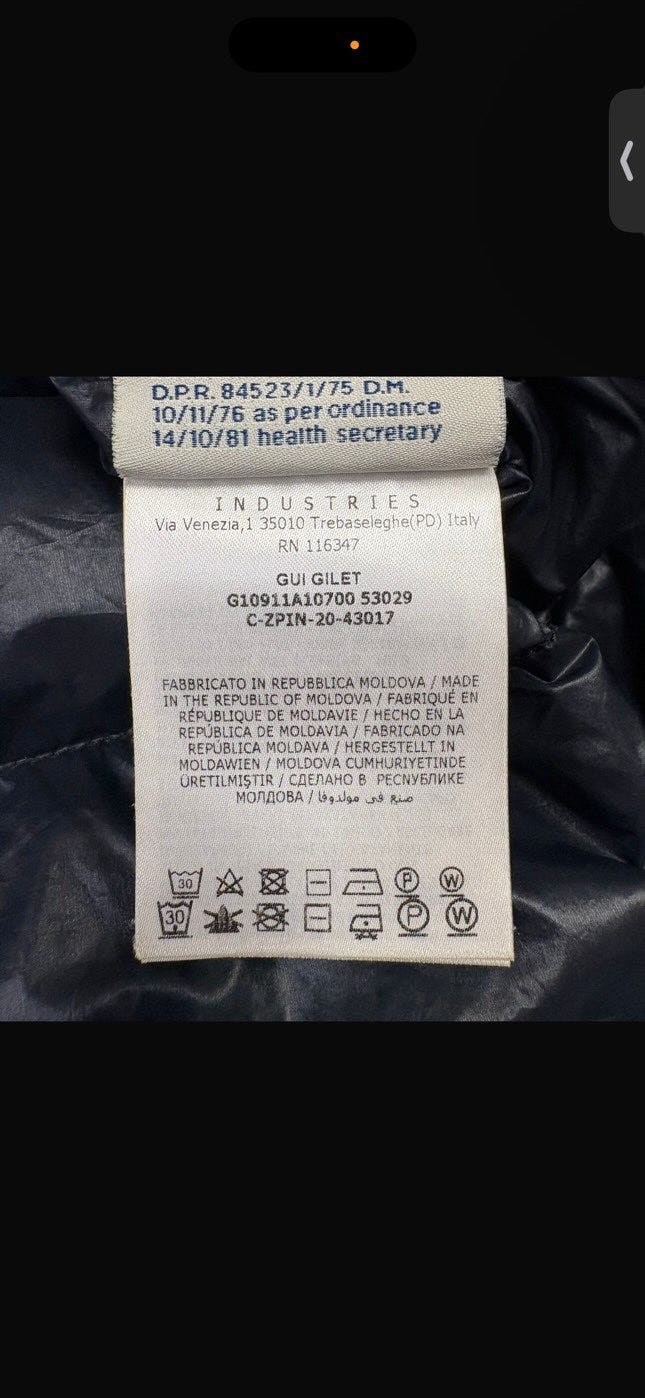 D.P.R. 84523/1/75 D.M.
10/11/76 as per ordinance
14/10/81 health secretary
INDUSTRIES
Via Venezia,1 35010 Trebaseleghe(PD) Italy
RN 116347
GUI GILET
G10911A10700 53029
C-ZPIN-20-43017
FABBRICATO IN REPUBBLICA MOLDOVA / MADE
IN THE REPUBLIC OF MOLDOVA / FABRIQUÉ EN
RÉPUBLIQUE DE MOLDAVIE / HECHO EN LA
REPÚBLICA DE MOLDAVIA / FABRICADO NA
REPÚBLICA MOLDAVA / HERGESTELLT IN
MOLDAWIEN / MOLDOVA CUMHURIYETINDE
ÜRETILMIŞTIR / СДЕЛАНО В РЕСПУБЛИКЕ
МОЛДОВА / صنع في مولدوفا
30 P W
30 P W